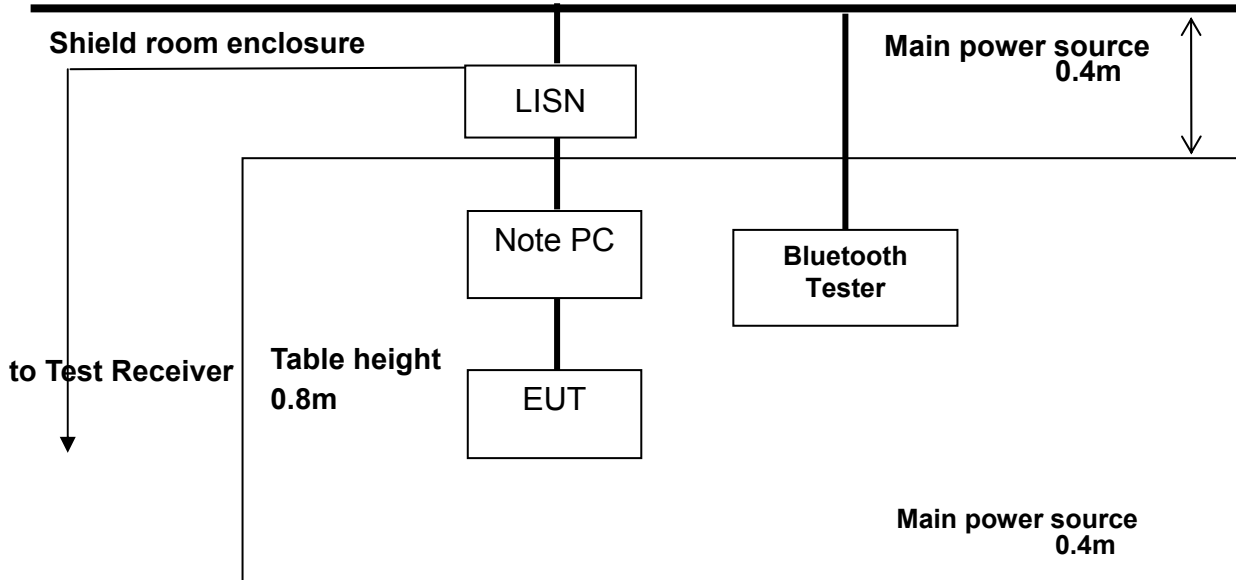 Shield room enclosure
Main power source
0.4m
LISN
Note PC
Bluetooth
Tester
to Test Receiver
Table height
0.8m
EUT
Main power source
0.4m